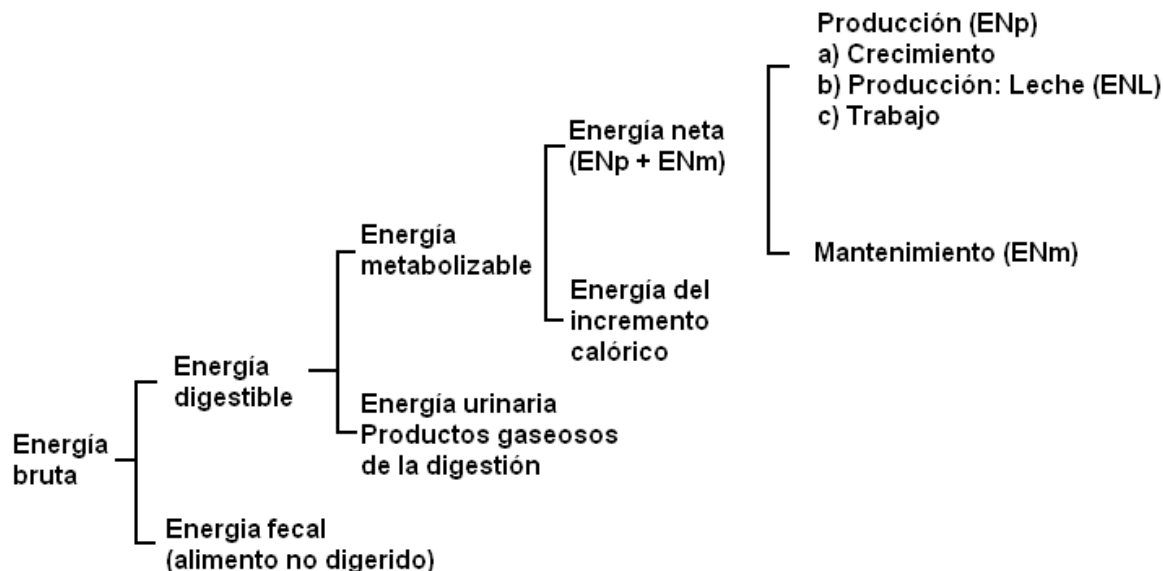 Producción (ENp)
a) Crecimiento
b) Producción: Leche (ENL)
c) Trabajo
Energía neta
(ENp + ENm)
Mantenimiento (ENm)
Energía
metabolizable
Energía del
incremento
calórico
Energía
digestible
Energía urinaria
Productos gaseosos
de la digestión
Energía
bruta
Energia fecal
(alimento no digerido)